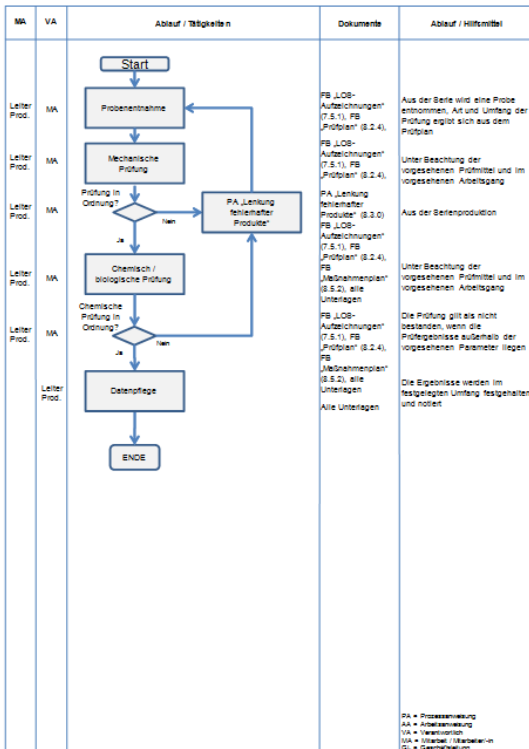 MA VA Ablauf / Tätigkeiten Dokumente Ablauf / Hilfsmittel
Start
Leiter
Prod.
MA
Probenentnahme
FB „LOB-
Aufzeichnungen“
(7.5.1), FB
„Prüfplan“ (8.2.4),
Aus der Serie wird eine Probe
entnommen, Art und Umfang der
Prüfung ergibt sich aus dem
Prüfplan
Leiter
Prod.
MA
Mechanische
Prüfung
FB „LOB-
Aufzeichnungen“
(7.5.1), FB
„Prüfplan“ (8.2.4),
Unter Beachtung der
vorgesehenen Prüfmittel und im
vorgesehenen Arbeitsgang
Leiter
Prod.
MA
Prüfung in
Ordnung?
Nein
Ja
PA „Lenkung
fehlerhafter
Produkte“
PA „Lenkung
fehlerhafter
Produkte“ (8.3.0)
FB „LOB-
Aufzeichnungen“
(7.5.1), FB
„Prüfplan“ (8.2.4),
FB
„Maßnahmenplan“
(8.5.2), alle
Unterlagen
Aus der Serienproduktion
Leiter
Prod.
MA
Chemisch /
biologische Prüfung
Unter Beachtung der
vorgesehenen Prüfmittel und im
vorgesehenen Arbeitsgang
Leiter
Prod.
MA
Chemische
Prüfung in
Ordnung?
Nein
Ja
FB „LOB-
Aufzeichnungen“
(7.5.1), FB
„Prüfplan“ (8.2.4),
FB
„Maßnahmenplan“
(8.5.2), alle
Unterlagen
Die Prüfung gilt als nicht
bestanden, wenn die
Prüfergebnisse außerhalb der
vorgesehenen Parameter liegen
Leiter
Prod.
Datenpflege
Alle Unterlagen
Die Ergebnisse werden im
festgelegten Umfang festgehalten
und notiert
ENDE
PA = Prozessanweisung
AA = Arbeitsanweisung
VA = Verantwortlich
MA = Mitarbeit / Mitarbeiter/-in
GL = Geschäftsleitung